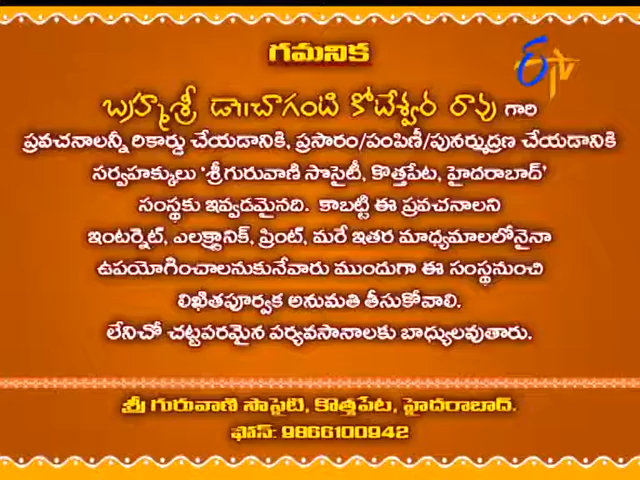 గమనిక
ETV
బ్రహ్మశ్రీ డా॥చాగంటి కోటేశ్వర రావు గారి
ప్రవచనాలన్నీ రికార్డు చేయడానికి, ప్రసారం/పంపిణీ/పునర్ముద్రణ చేయడానికి
సర్వహక్కులు ‘శ్రీగురువాణి సొసైటీ, కొత్తపేట, హైదరాబాద్’
సంస్థకు ఇవ్వడమైనది. కాబట్టి ఈ ప్రవచనాలని
ఇంటర్నెట్, ఎలక్ట్రానిక్, ప్రింట్, మరే ఇతర మాధ్యమాలలోనైనా
ఉపయోగించాలనుకునేవారు ముందుగా ఈ సంస్థనుంచి
లిఖితపూర్వక అనుమతి తీసుకోవాలి.
లేనిచో చట్టపరమైన పర్యవసానాలకు బాధ్యులవుతారు.
శ్రీ గురువాణి సొసైటి, కొత్తపేట, హైదరాబాద్.
ఫోన్: 9866100942